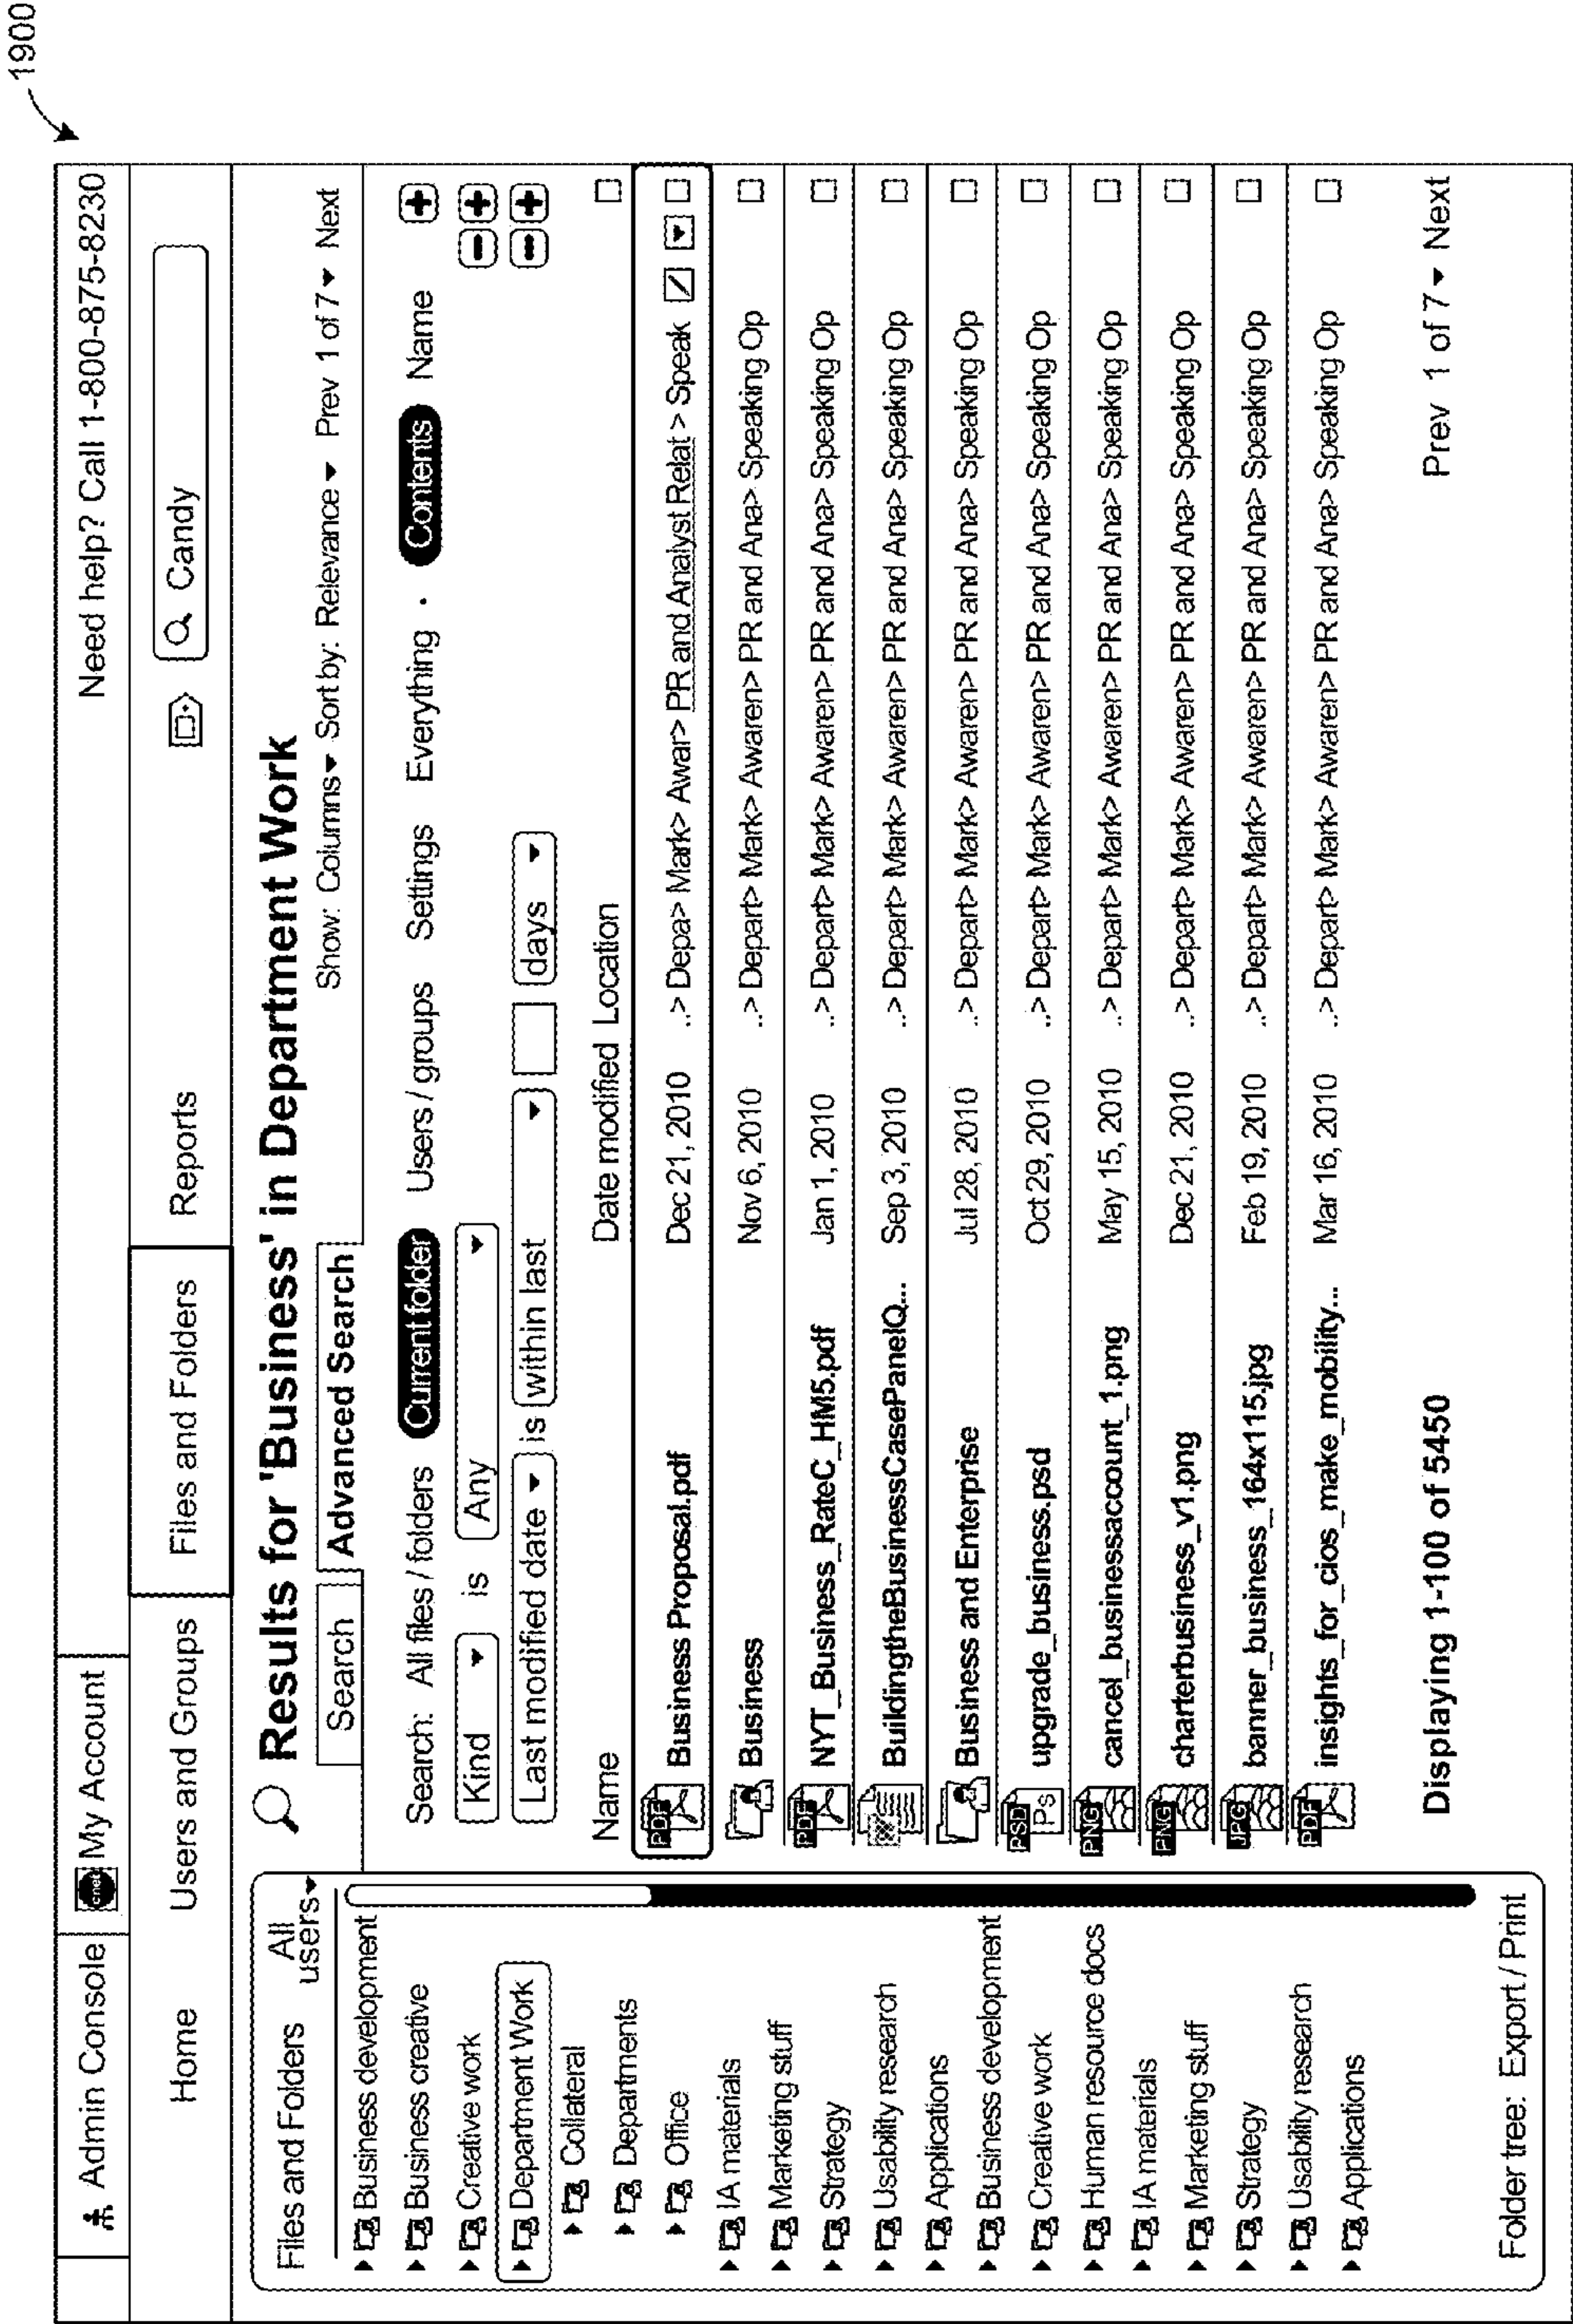 1900
Admin Console
cnet My Account
Need help? Call 1-800-875-8230
Home
Users and Groups
Files and Folders
Reports
Candy
Files and Folders
All users
Business development
Business creative
Creative work
Department Work
Collateral
Departments
Office
IA materials
Marketing stuff
Strategy
Usability research
Applications
Business development
Creative work
Human resource docs
IA materials
Marketing stuff
Strategy
Usability research
Applications
Folder tree: Export / Print
Results for 'Business' in Department Work
Search
Advanced Search
Show: Columns Sort by: Relevance Prev 1 of 7 Next
Search: All files / folders Current folder Users / groups Settings Everything · Contents Name
Kind is Any
Last modified date is within last days
Name Date modified Location
PDF Business Proposal.pdf Dec 21, 2010 ..> Depa> Mark> Awar> PR and Analyst Relat > Speak
Business Nov 6, 2010 ..> Depart> Mark> Awaren> PR and Ana> Speaking Op
PDF NYT_Business_RateC_HM5.pdf Jan 1, 2010 ..> Depart> Mark> Awaren> PR and Ana> Speaking Op
BuildingtheBusinessCasePanelQ... Sep 3, 2010 ..> Depart> Mark> Awaren> PR and Ana> Speaking Op
Business and Enterprise Jul 28, 2010 ..> Depart> Mark> Awaren> PR and Ana> Speaking Op
PSD Ps upgrade_business.psd Oct 29, 2010 ..> Depart> Mark> Awaren> PR and Ana> Speaking Op
PNG cancel_businessaccount_1.png May 15, 2010 ..> Depart> Mark> Awaren> PR and Ana> Speaking Op
PNG charterbusiness_v1.png Dec 21, 2010 ..> Depart> Mark> Awaren> PR and Ana> Speaking Op
JPG banner_business_164x115.jpg Feb 19, 2010 ..> Depart> Mark> Awaren> PR and Ana> Speaking Op
PDF insights_for_cios_make_mobility... Mar 16, 2010 ..> Depart> Mark> Awaren> PR and Ana> Speaking Op
Displaying 1-100 of 5450
Prev 1 of 7 Next